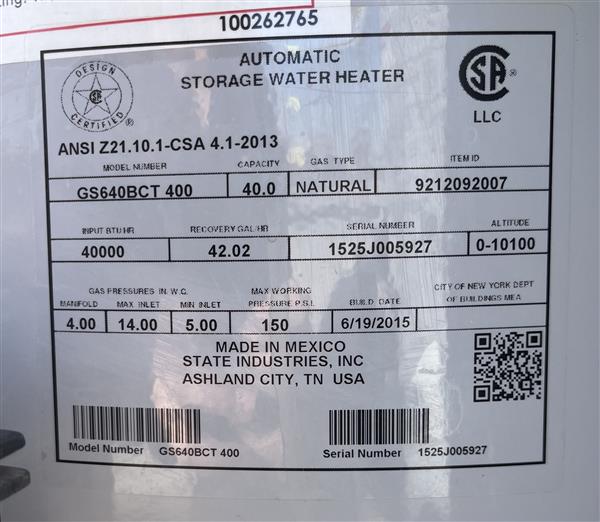 100262765
DESIGN
CERTIFIED
AUTOMATIC
STORAGE WATER HEATER
CSA
®
LLC
ANSI Z21.10.1-CSA 4.1-2013
MODEL NUMBER CAPACITY GAS TYPE ITEM ID
GS640BCT 400 40.0 NATURAL 9212092007
INPUT BTU/HR RECOVERY GAL/HR SERIAL NUMBER ALTITUDE
40000 42.02 1525J005927 0-10100
GAS PRESSURES IN. W.C. MAX WORKING CITY OF NEW YORK DEPT
MANIFOLD MAX INLET MIN INLET PRESSURE P.S.I. BUILD DATE OF BUILDINGS MEA
4.00 14.00 5.00 150 6/19/2015
MADE IN MEXICO
STATE INDUSTRIES, INC
ASHLAND CITY, TN USA
Model Number GS640BCT 400 Serial Number 1525J005927